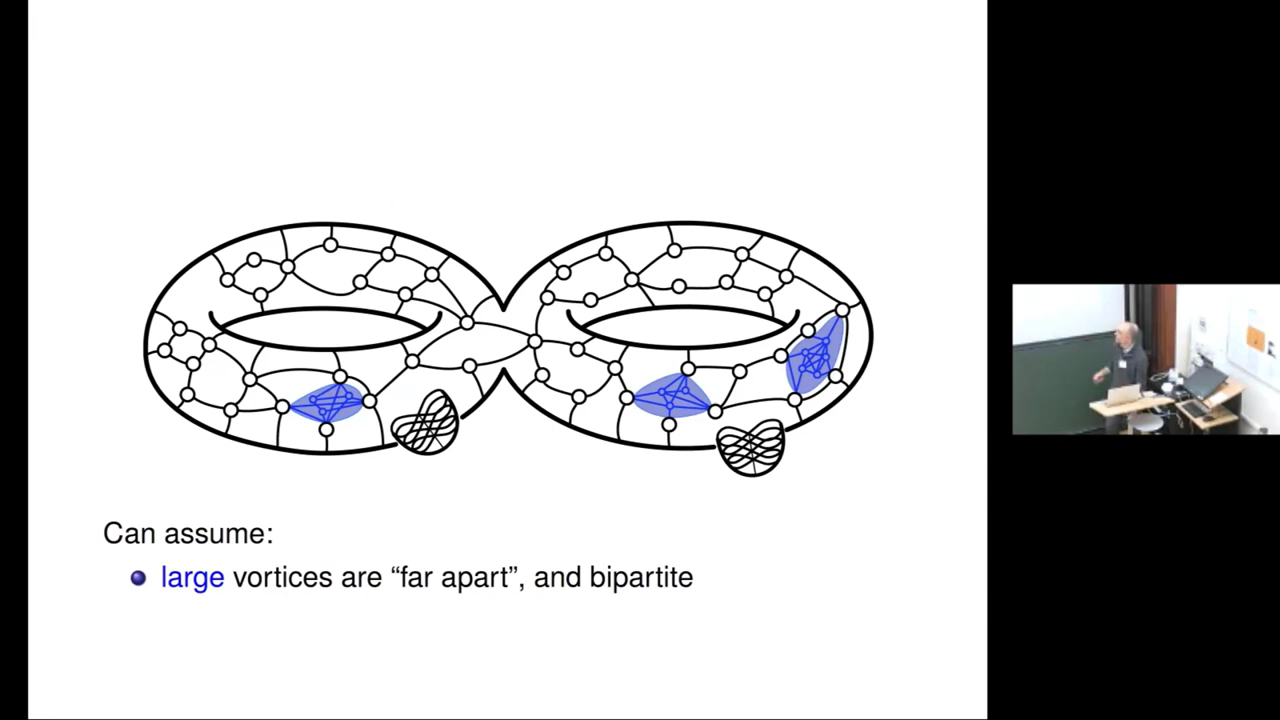 Can assume:
large vortices are “far apart”, and bipartite